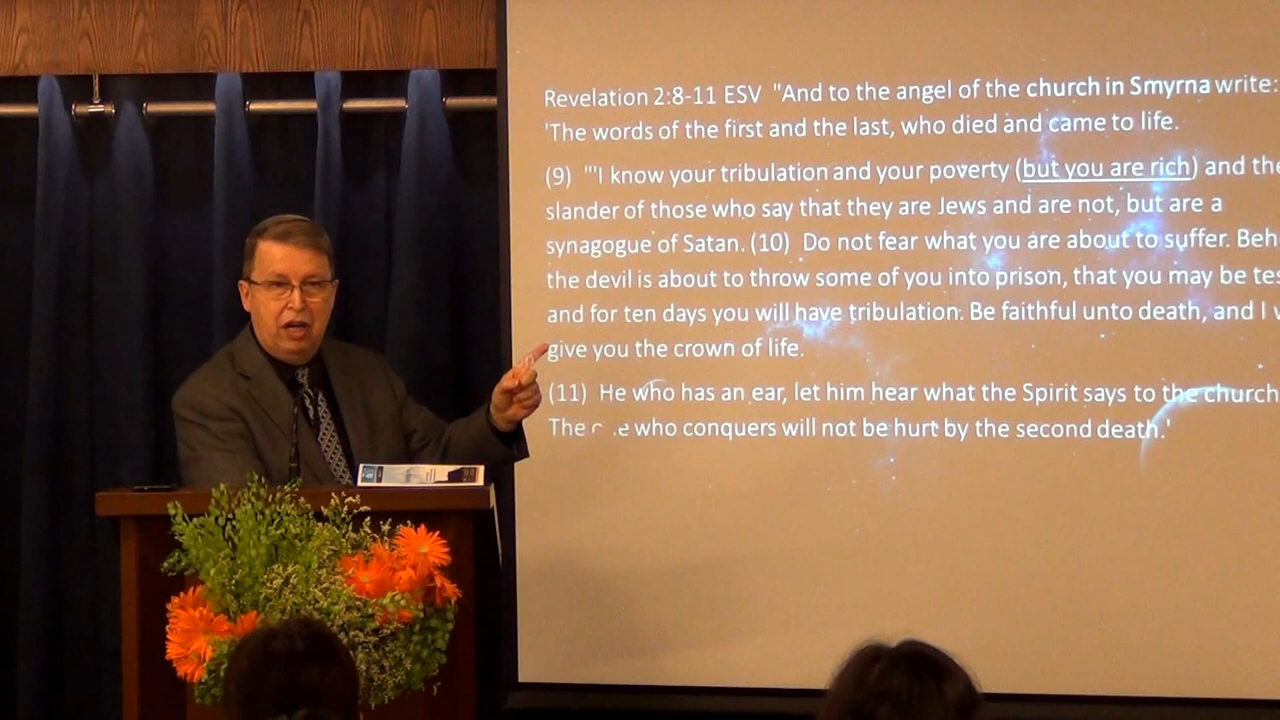 Revelation 2:8-11 ESV "And to the angel of the church in Smyrna write:
'The words of the first and the last, who died and came to life.
(9) "'I know your tribulation and your poverty (but you are rich) and the
slander of those who say that they are Jews and are not, but are a
synagogue of Satan. (10) Do not fear what you are about to suffer. Beh
the devil is about to throw some of you into prison, that you may be tes
and for ten days you will have tribulation. Be faithful unto death, and I w
give you the crown of life.
(11) He who has an ear, let him hear what the Spirit says to the church
The who conquers will not be hurt by the second death.'